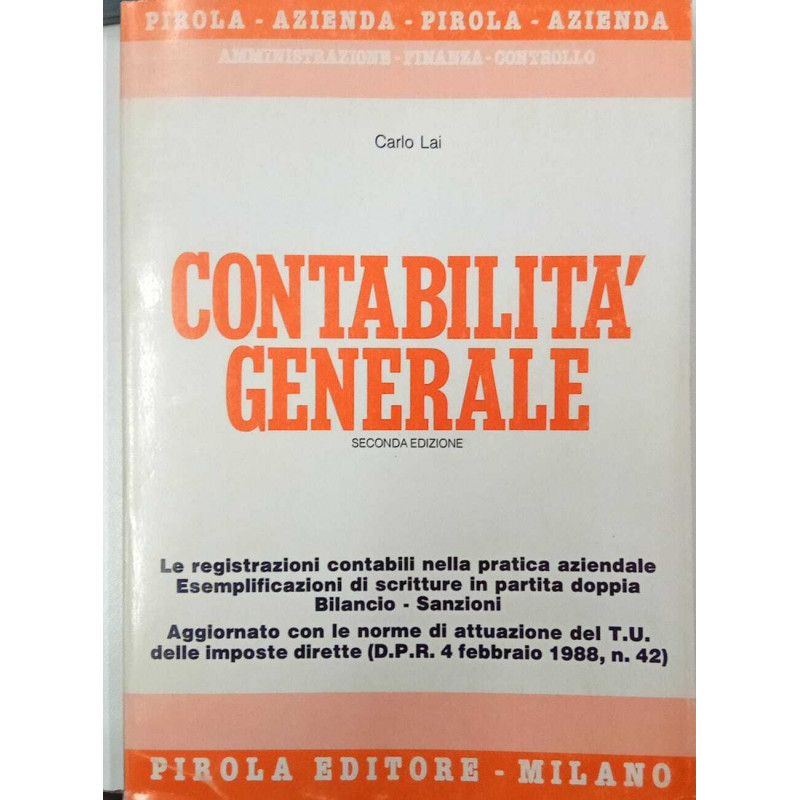 PIROLA - AZIENDA - PIROLA - AZIENDA
AMMINISTRAZIONE - FINANZA - CONTROLLO
Carlo Lai
CONTABILITA'
GENERALE
SECONDA EDIZIONE
Le registrazioni contabili nella pratica aziendale
Esemplificazioni di scritture in partita doppia
Bilancio - Sanzioni
Aggiornato con le norme di attuazione del T.U.
delle imposte dirette (D.P.R. 4 febbraio 1988, n. 42)
PIROLA EDITORE - MILANO